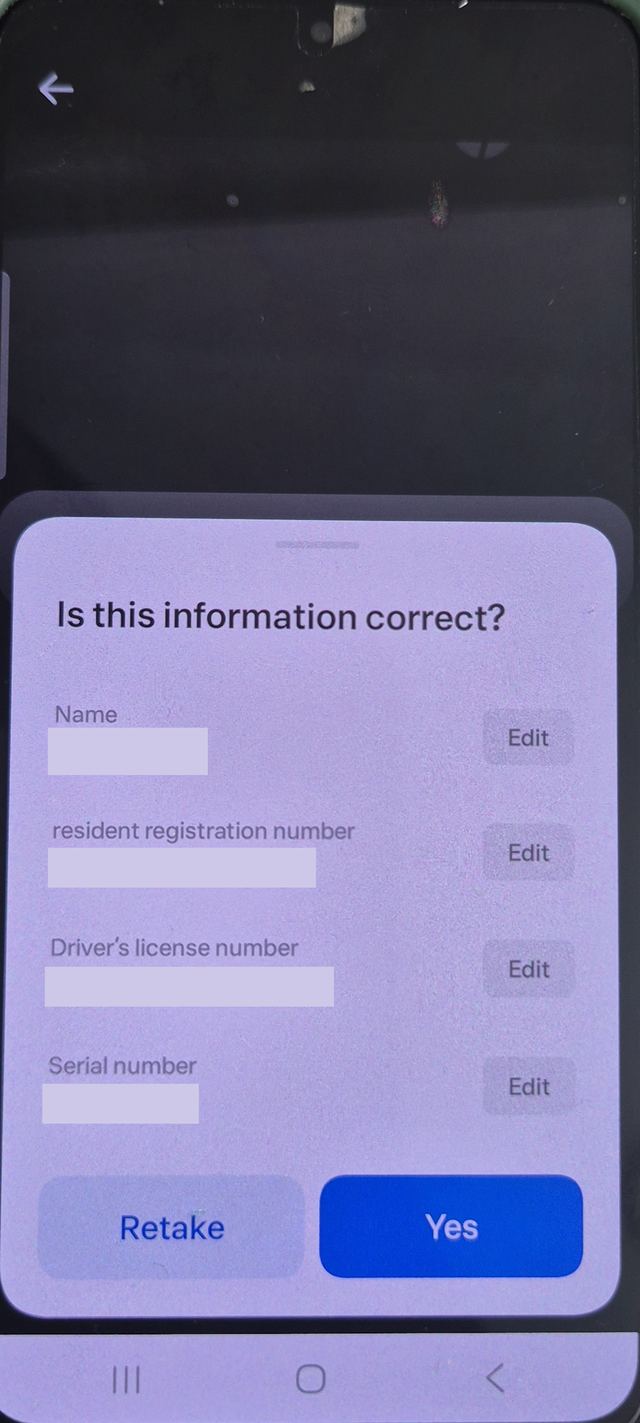 Is this information correct?
Name
Edit
resident registration number
Edit
Driver's license number
Edit
Serial number
Edit
Retake
Yes